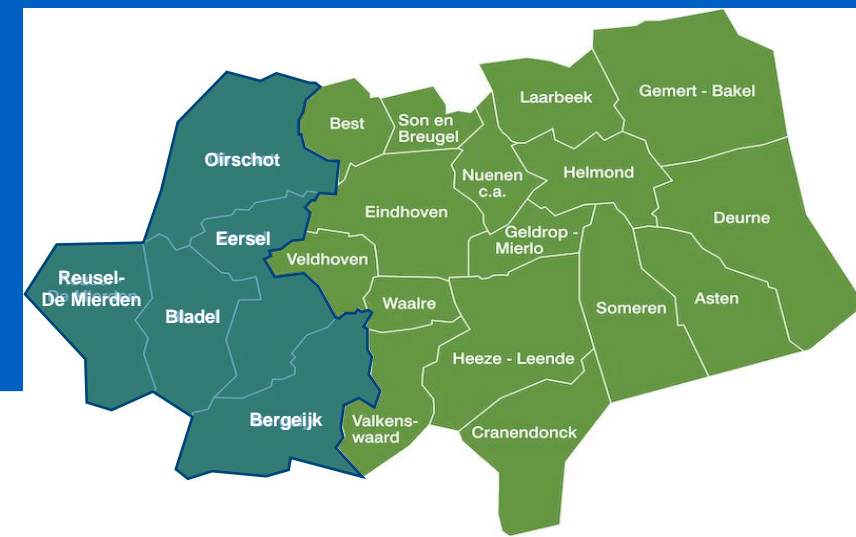 Gemert - Bakel
Laarbeek
Best
Son en
Breugel
Oirschot
Nuenen
c.a.
Helmond
Eindhoven
Deurne
Eersel
Geldrop -
Mierlo
Veldhoven
Reusel-
De Mierden
Bladel
Waalre
Someren
Asten
Heeze - Leende
Bergeijk
Valkens-
waard
Cranendonck